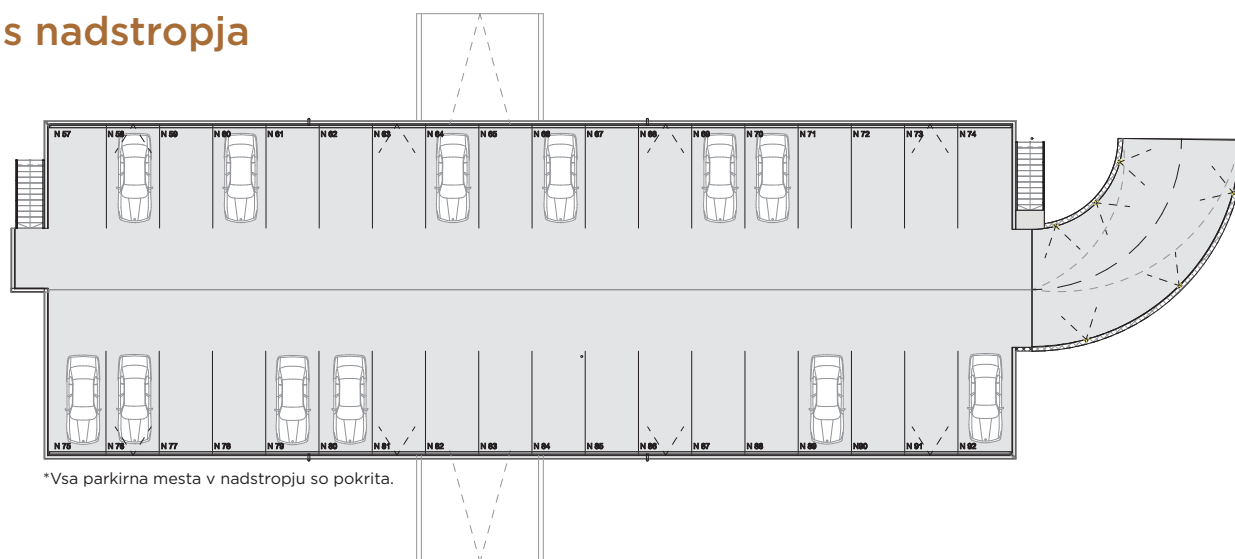 s nadstropja
N 57 N 58 N 59 N 60 N 61 N 62 N 63 N 64 N 65 N 66 N 67 N 68 N 69 N 70 N 71 N 72 N 73 N 74
N 75 N 76 N 77 N 78 N 79 N 80 N 81 N 82 N 83 N 84 N 85 N 86 N 87 N 88 N 89 N90 N 91 N 92
*Vsa parkirna mesta v nadstropju so pokrita.